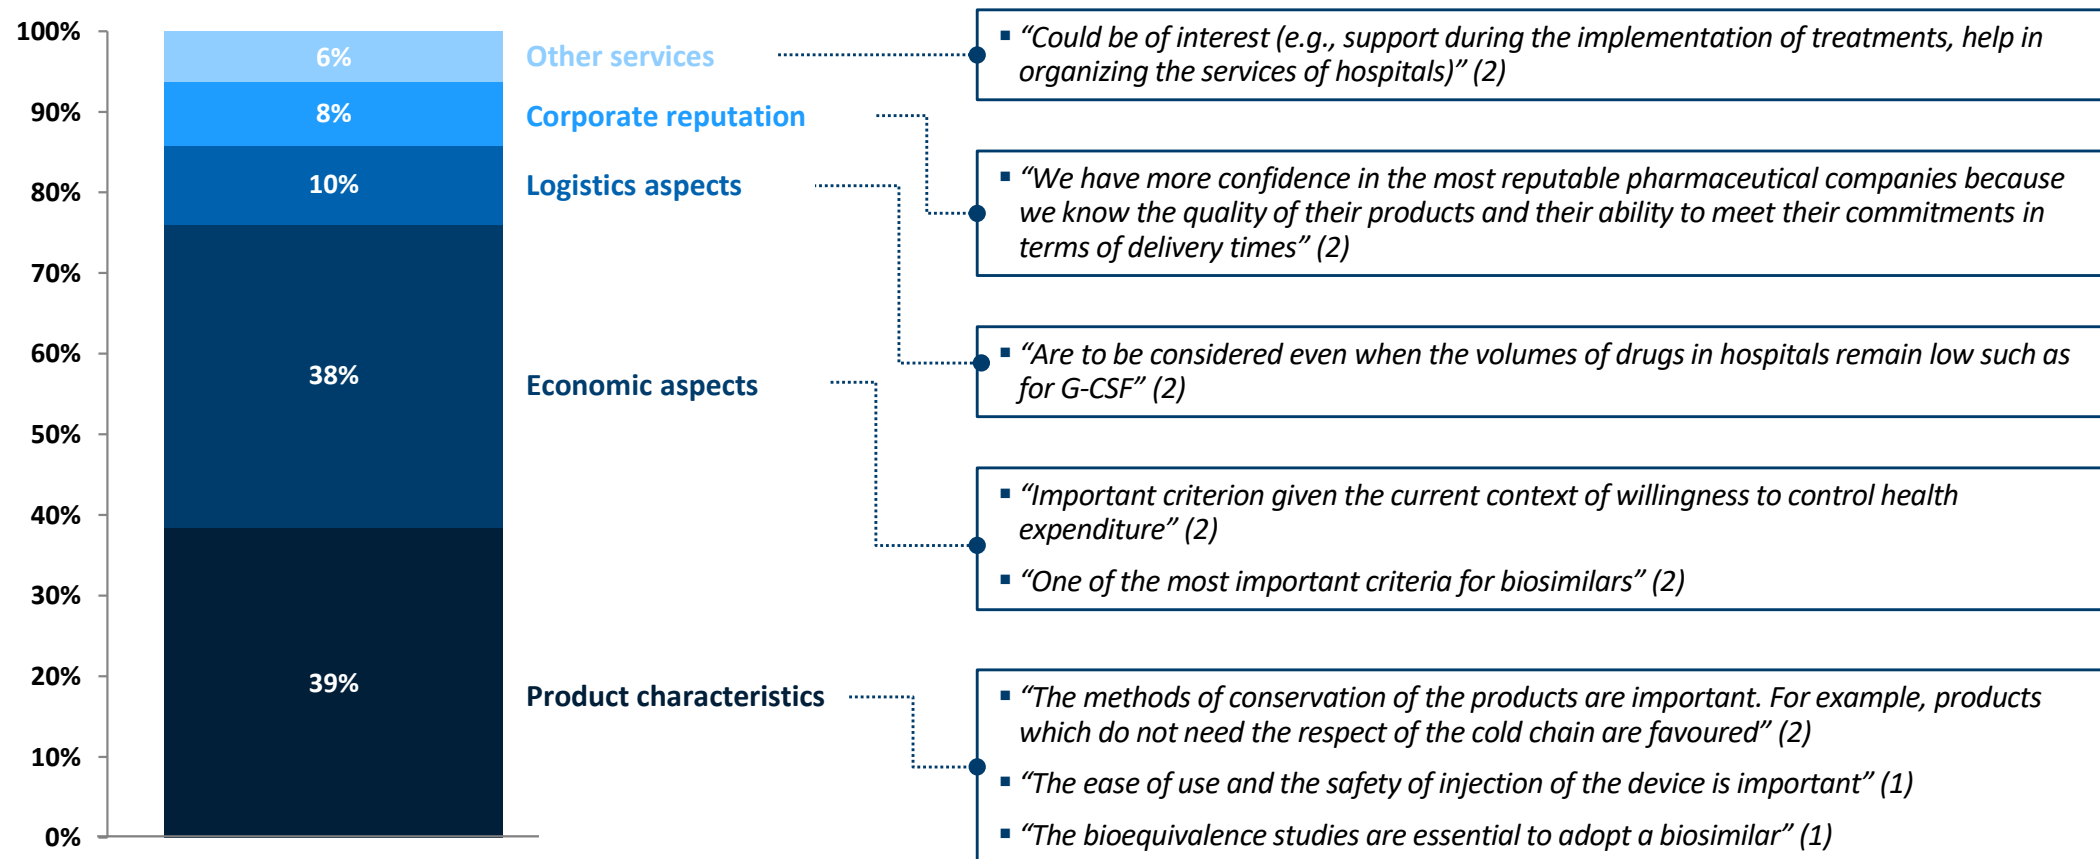 100%
90%
80%
70%
60%
50%
40%
30%
20%
10%
0%
6%
8%
10%
38%
39%
Other services
Corporate reputation
Logistics aspects
Economic aspects
Product characteristics
▪ “Could be of interest (e.g., support during the implementation of treatments, help in
organizing the services of hospitals)” (2)
▪ “We have more confidence in the most reputable pharmaceutical companies because
we know the quality of their products and their ability to meet their commitments in
terms of delivery times” (2)
▪ “Are to be considered even when the volumes of drugs in hospitals remain low such as
for G-CSF” (2)
▪ “Important criterion given the current context of willingness to control health
expenditure” (2)
▪ “One of the most important criteria for biosimilars” (2)
▪ “The methods of conservation of the products are important. For example, products
which do not need the respect of the cold chain are favoured” (2)
▪ “The ease of use and the safety of injection of the device is important” (1)
▪ “The bioequivalence studies are essential to adopt a biosimilar” (1)